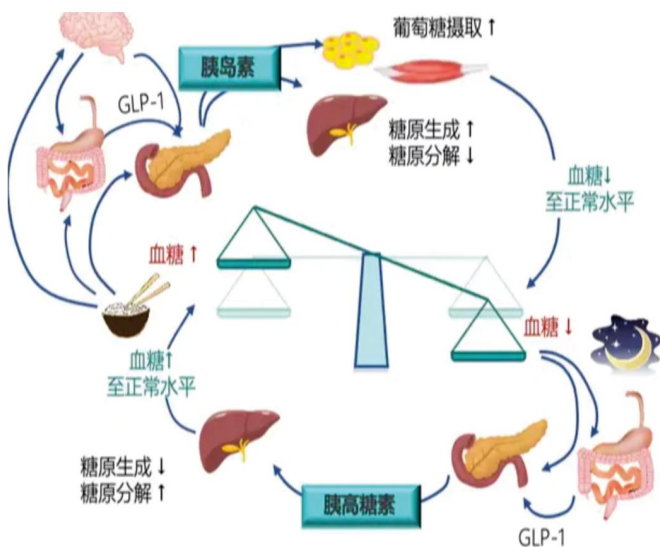 葡萄糖摄取↑
胰岛素
GLP-1
糖原生成↑
糖原分解↓
血糖↓
至正常水平
血糖↑
血糖↓
血糖↑
至正常水平
糖原生成↓
糖原分解↑
胰高糖素
GLP-1